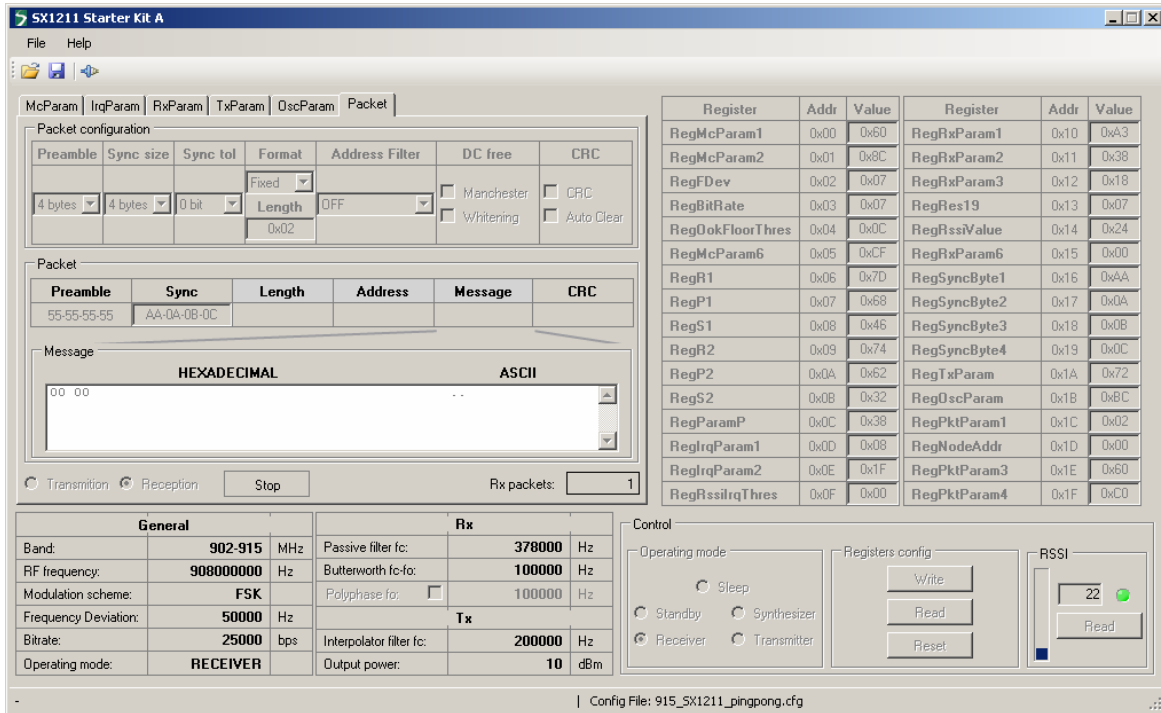 SX1211 Starter Kit A
File Help
McParam IrqParam RxParam TxParam OscParam Packet
Packet configuration
Preamble Sync size Sync tol Format Address Filter DC free CRC
4 bytes 4 bytes 0 bit Fixed OFF Manchester CRC
Length Whitening Auto Clear
0x02
Packet
Preamble Sync Length Address Message CRC
55-55-55-55 AA-0A-0B-0C
Message
HEXADECIMAL ASCII
00 00 ..
Transmition Reception Stop Rx packets: 1
Register Addr Value Register Addr Value
RegMcParam1 0x00 0x60 RegRxParam1 0x10 0xA3
RegMcParam2 0x01 0x8C RegRxParam2 0x11 0x38
RegFDev 0x02 0x07 RegRxParam3 0x12 0x18
RegBitRate 0x03 0x07 RegRes19 0x13 0x07
RegOokFloorThres 0x04 0x0C RegRssiValue 0x14 0x24
RegMcParam6 0x05 0xCF RegRxParam6 0x15 0x00
RegR1 0x06 0x7D RegSyncByte1 0x16 0xAA
RegP1 0x07 0x68 RegSyncByte2 0x17 0x0A
RegS1 0x08 0x46 RegSyncByte3 0x18 0x0B
RegR2 0x09 0x74 RegSyncByte4 0x19 0x0C
RegP2 0x0A 0x62 RegTxParam 0x1A 0x72
RegS2 0x0B 0x32 RegOscParam 0x1B 0xBC
RegParamP 0x0C 0x38 RegPktParam1 0x1C 0x02
RegIrqParam1 0x0D 0x08 RegNodeAddr 0x1D 0x00
RegIrqParam2 0x0E 0x1F RegPktParam3 0x1E 0x60
RegRssiIrqThres 0x0F 0x00 RegPktParam4 0x1F 0xC0
General Rx
Band: 902-915 MHz Passive filter fc: 378000 Hz
RF frequency: 908000000 Hz Butterworth fc-fo: 100000 Hz
Modulation scheme: FSK Polyphase fo: 100000 Hz
Frequency Deviation: 50000 Hz Tx
Bitrate: 25000 bps Interpolator filter fc: 200000 Hz
Operating mode: RECEIVER Output power: 10 dBm
Control
Operating mode
Sleep
Standby Synthesizer
Receiver Transmitter
Registers config
Write
Read
Reset
RSSI
22
Read
- | Config File: 915_SX1211_pingpong.cfg